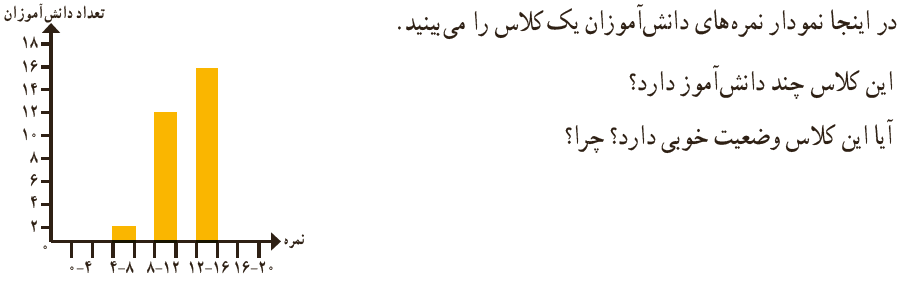 در اینجا نمودار نمره‌های دانش‌آموزان یک کلاس را می‌بینید.
این کلاس چند دانش‌آموز دارد؟
آیا این کلاس وضعیت خوبی دارد؟ چرا؟
تعداد دانش‌آموزان
۱۸
۱۶
۱۴
۱۲
۱۰
۸
۶
۴
۲
۰
نمره
۰-۴ ۴-۸ ۸-۱۲ ۱۲-۱۶ ۱۶-۲۰